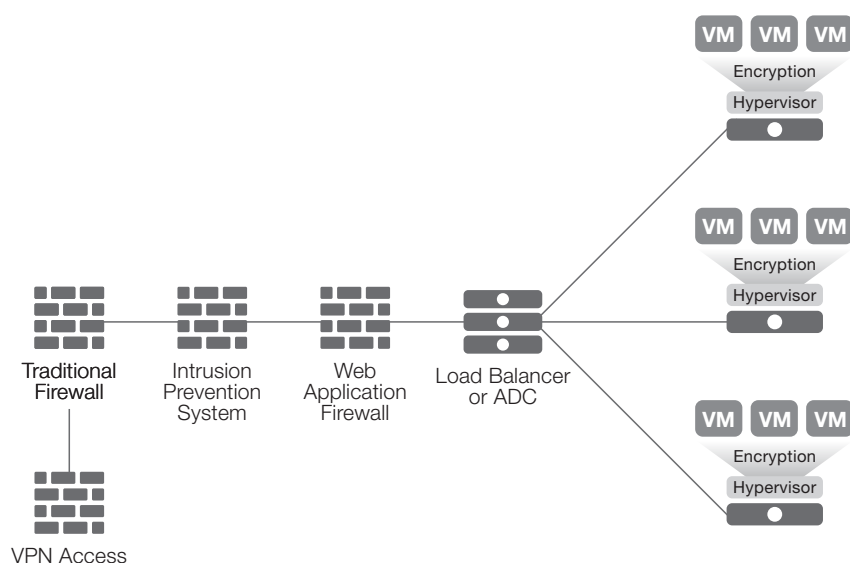 VM VM VM
Encryption
Hypervisor
VM VM VM
Encryption
Hypervisor
Traditional
Firewall
Intrusion
Prevention
System
Web
Application
Firewall
Load Balancer
or ADC
VM VM VM
Encryption
Hypervisor
VPN Access